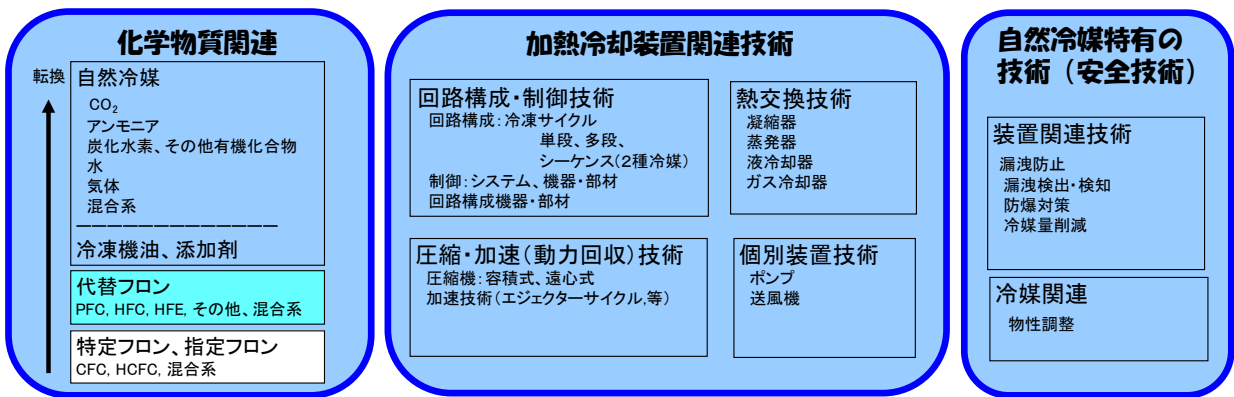 化学物質関連
転換
自然冷媒
CO₂
アンモニア
炭化水素、その他有機化合物
水
気体
混合系
ーーーーーーーーーーーー
冷凍機油、添加剤
代替フロン
PFC, HFC, HFE, その他、混合系
特定フロン、指定フロン
CFC, HCFC, 混合系
加熱冷却装置関連技術
回路構成・制御技術
回路構成：冷凍サイクル
単段、多段、
シーケンス(2種冷媒)
制御：システム、機器・部材
回路構成機器・部材
熱交換技術
凝縮器
蒸発器
液冷却器
ガス冷却器
圧縮・加速(動力回収)技術
圧縮機：容積式、遠心式
加速技術(エジェクターサイクル,等)
個別装置技術
ポンプ
送風機
自然冷媒特有の
技術（安全技術）
装置関連技術
漏洩防止
漏洩検出・検知
防爆対策
冷媒量削減
冷媒関連
物性調整